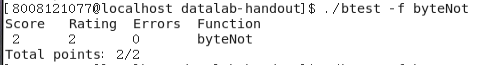 [8008121077@localhost datalab-handout]$ ./btest -f byteNot
Score Rating Errors Function
2 2 0 byteNot
Total points: 2/2